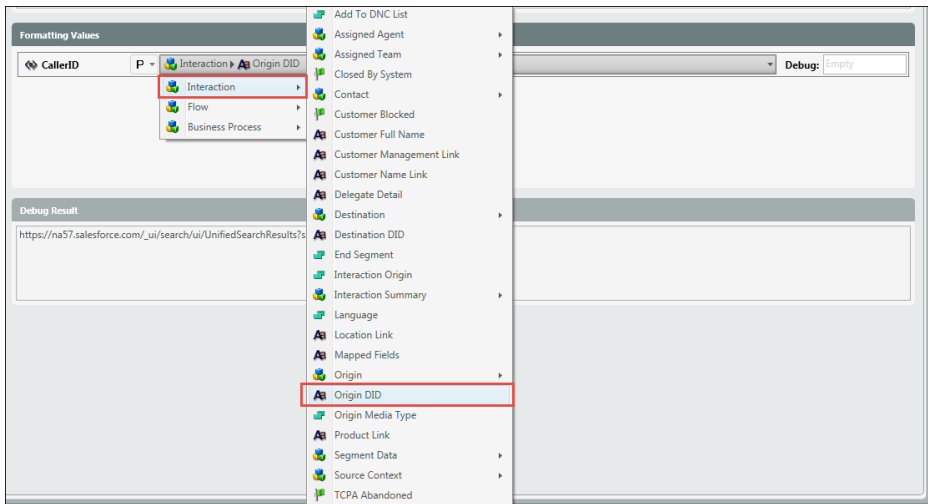 Add To DNC List
Formatting Values
Assigned Agent
CallerID P Interaction Origin DID Assigned Team Debug: Empty
Closed By System
Interaction
Contact
Flow
Customer Blocked
Business Process
Customer Full Name
Customer Management Link
Customer Name Link
Delegate Detail
Debug Result
Destination
https://na57.salesforce.com/_ui/search/ui/UnifiedSearchResults?s
Destination DID
End Segment
Interaction Origin
Interaction Summary
Language
Location Link
Mapped Fields
Origin
Origin DID
Origin Media Type
Product Link
Segment Data
Source Context
TCPA Abandoned